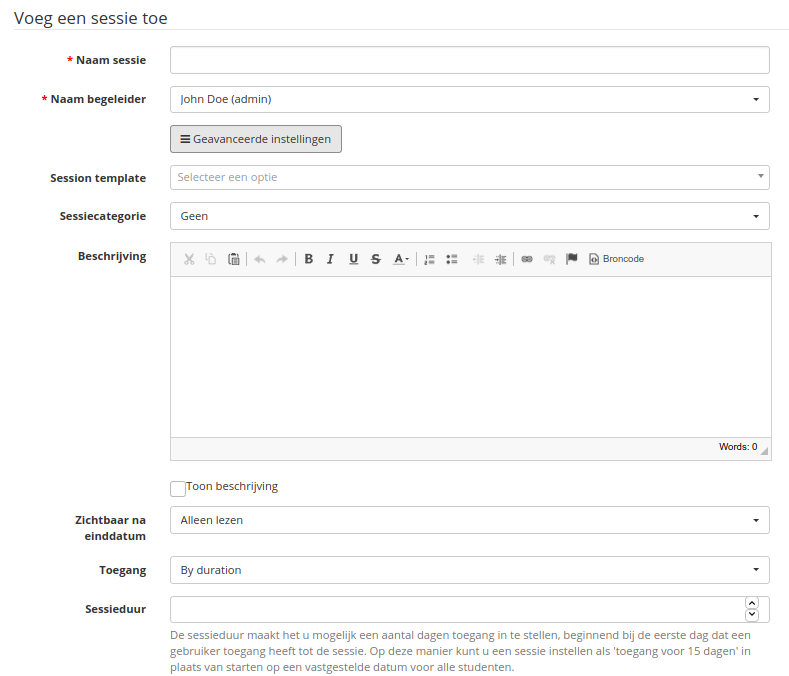 Voeg een sessie toe
* Naam sessie
* Naam begeleider
John Doe (admin)
Geavanceerde instellingen
Session template
Selecteer een optie
Sessiecategorie
Geen
Beschrijving
B I U S A
Broncode
Words: 0
Toon beschrijving
Zichtbaar na
einddatum
Alleen lezen
Toegang
By duration
Sessieduur
De sessieduur maakt het u mogelijk een aantal dagen toegang in te stellen, beginnend bij de eerste dag dat een
gebruiker toegang heeft tot de sessie. Op deze manier kunt u een sessie instellen als 'toegang voor 15 dagen' in
plaats van starten op een vastgestelde datum voor alle studenten.